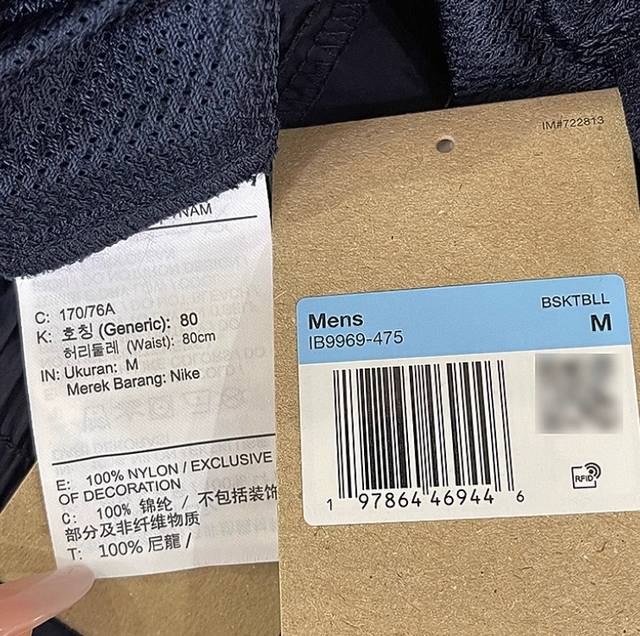 NAM
C: 170/76A
K: 호칭 (Generic): 80
허리둘레 (Waist): 80cm
IN: Ukuran: M
Merek Barang: Nike
E: 100% NYLON / EXCLUSIVE
OF DECORATION
C: 100% 锦纶 / 不包括装饰
部分及非纤维物质
T: 100% 尼龍 /
IM#722813
BSKTBLL
Mens
M
IB9969-475
1 97864 46944 6
RFID